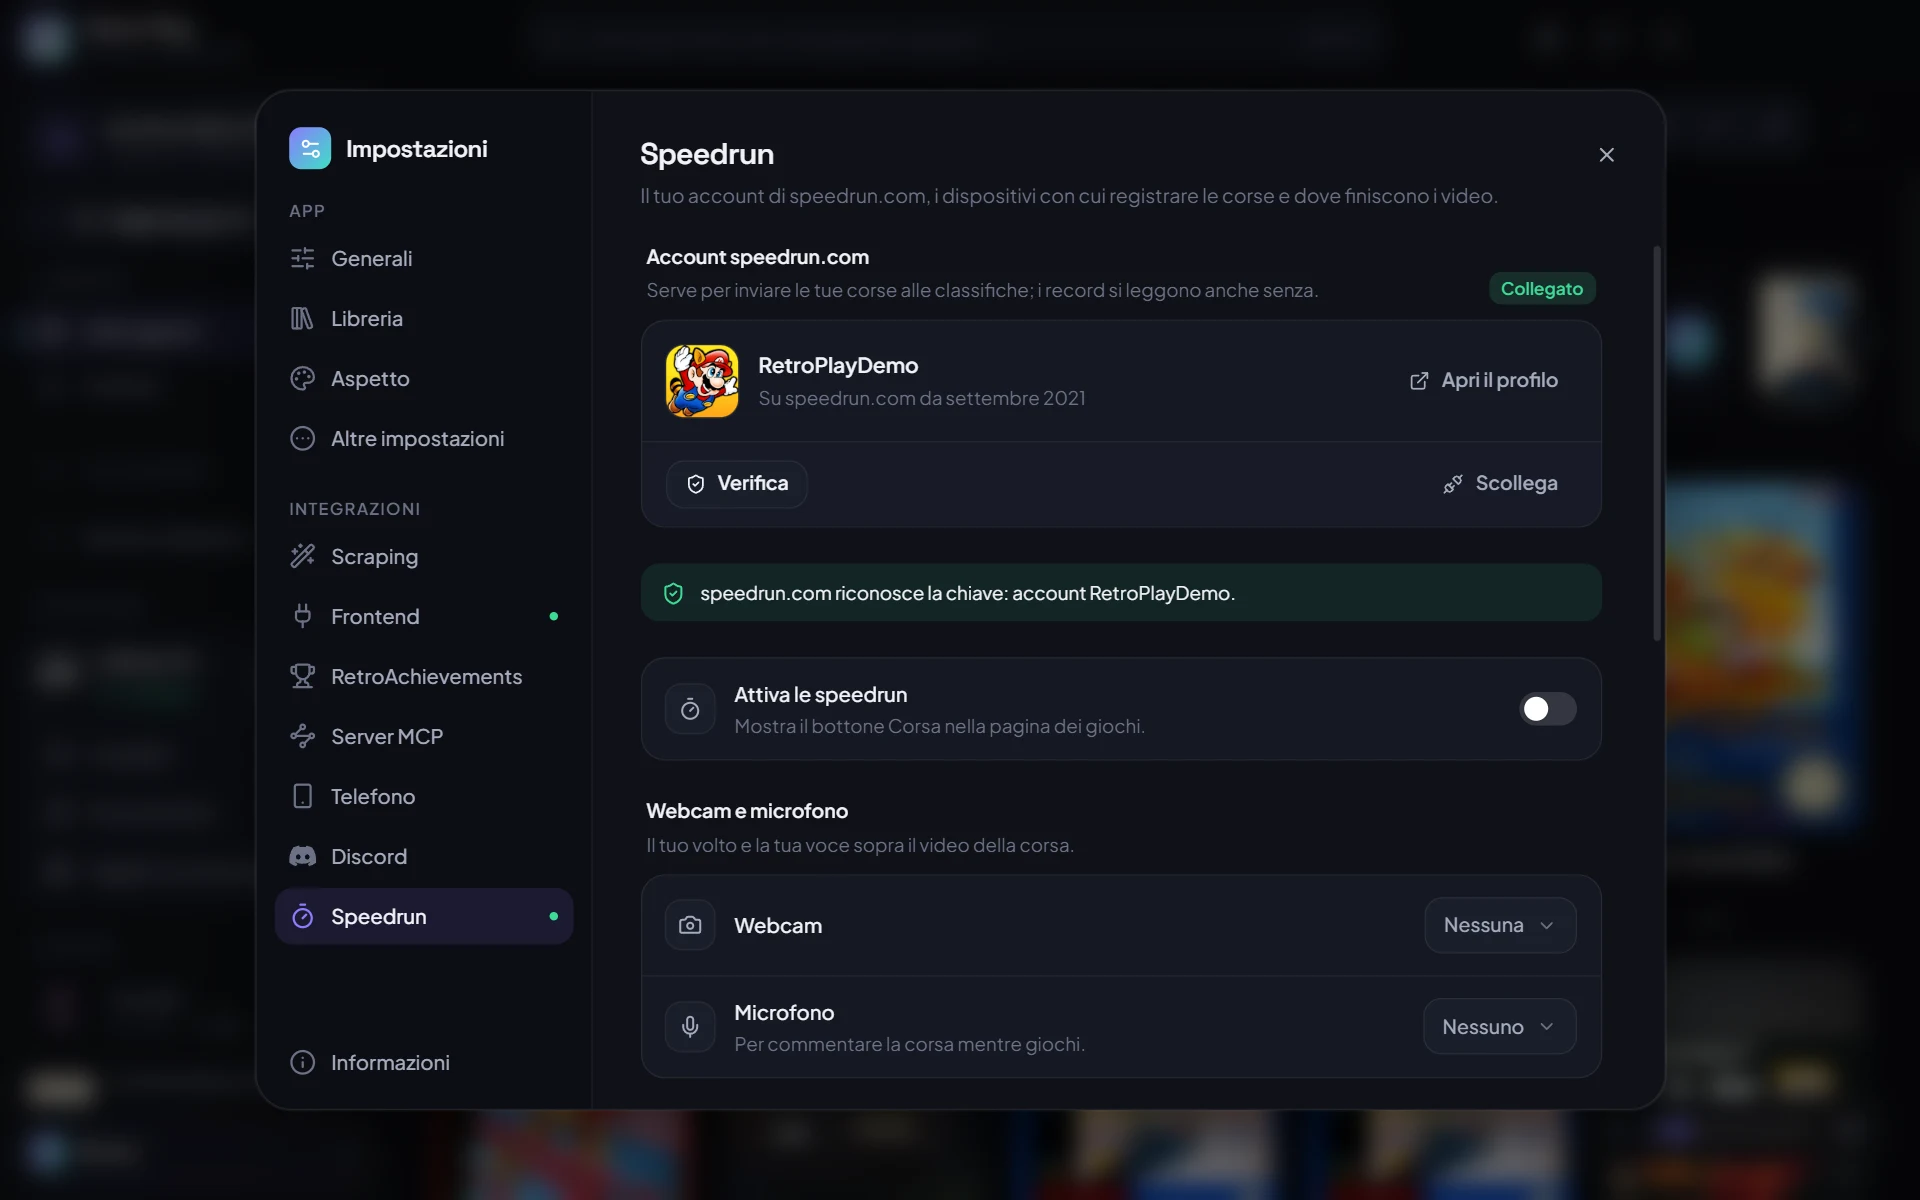 Impostazioni
APP
Generali
Libreria
Aspetto
Altre impostazioni
INTEGRAZIONI
Scraping
Frontend
RetroAchievements
Server MCP
Telefono
Discord
Speedrun
Informazioni
Speedrun
Il tuo account di speedrun.com, i dispositivi con cui registrare le corse e dove finiscono i video.
Account speedrun.com
Serve per inviare le tue corse alle classifiche; i record si leggono anche senza.
Collegato
RetroPlayDemo
Su speedrun.com da settembre 2021
Apri il profilo
Verifica
Scollega
speedrun.com riconosce la chiave: account RetroPlayDemo.
Attiva le speedrun
Mostra il bottone Corsa nella pagina dei giochi.
Webcam e microfono
Il tuo volto e la tua voce sopra il video della corsa.
Webcam
Nessuna
Microfono
Per commentare la corsa mentre giochi.
Nessuno